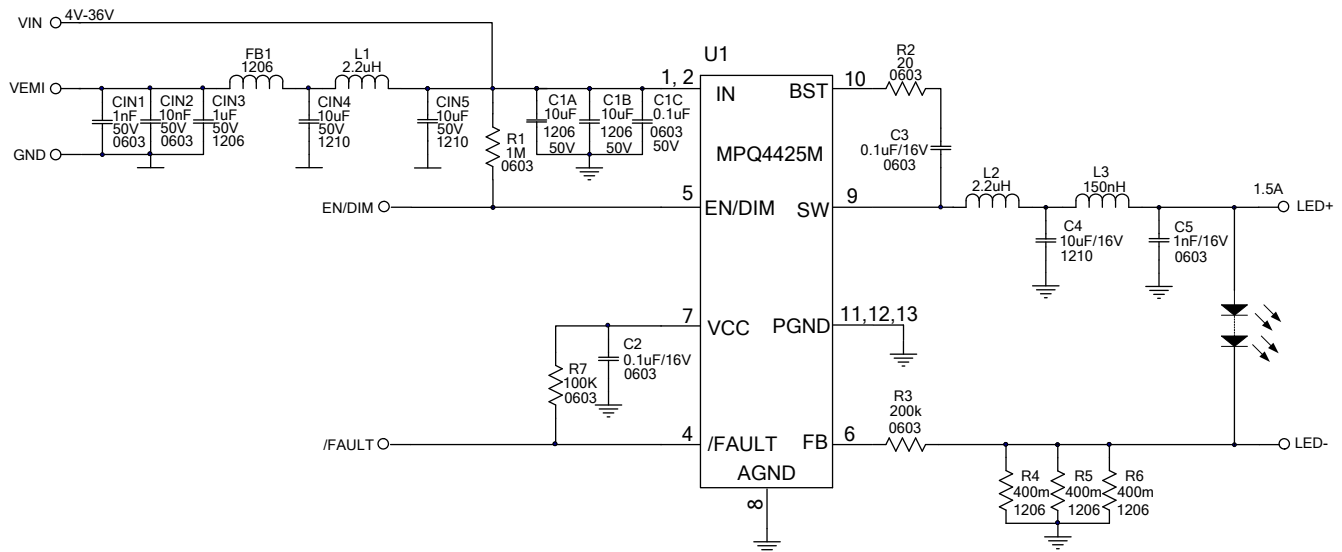 VIN
4V-36V
VEMI
GND
FB1
1206
L1
2.2uH
CIN1
1nF
50V
0603
CIN2
10nF
50V
0603
CIN3
1uF
50V
1206
CIN4
10uF
50V
1210
CIN5
10uF
50V
1210
R1
1M
0603
C1A
10uF
1206
50V
C1B
10uF
1206
50V
C1C
0.1uF
0603
50V
EN/DIM
U1
1, 2
IN
BST
10
MPQ4425M
5
EN/DIM
SW
9
7
VCC
PGND
11,12,13
4
/FAULT
FB
6
AGND
8
R2
20
0603
C3
0.1uF/16V
0603
L2
2.2uH
L3
150nH
1.5A
LED+
C4
10uF/16V
1210
C5
1nF/16V
0603
C2
0.1uF/16V
0603
R7
100K
0603
/FAULT
R3
200k
0603
LED-
R4
400m
1206
R5
400m
1206
R6
400m
1206